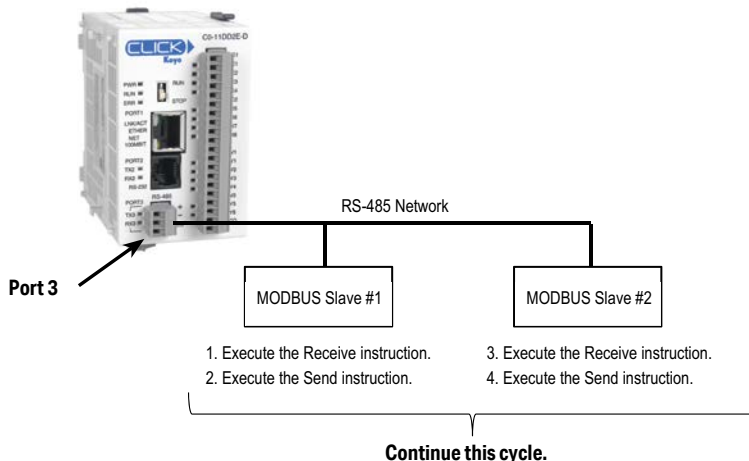 CLICK
Koyo
C0-11DD2E-D
PWR
RUN
ERR
RUN
STOP
PORT1
LNK/ACT
ETHER
NET
100MBIT
PORT2
TX2
RX2
RS-232
PORT3
RS-485
TX3
RX3
RS-485 Network
Port 3
MODBUS Slave #1
MODBUS Slave #2
1. Execute the Receive instruction.
2. Execute the Send instruction.
3. Execute the Receive instruction.
4. Execute the Send instruction.
Continue this cycle.